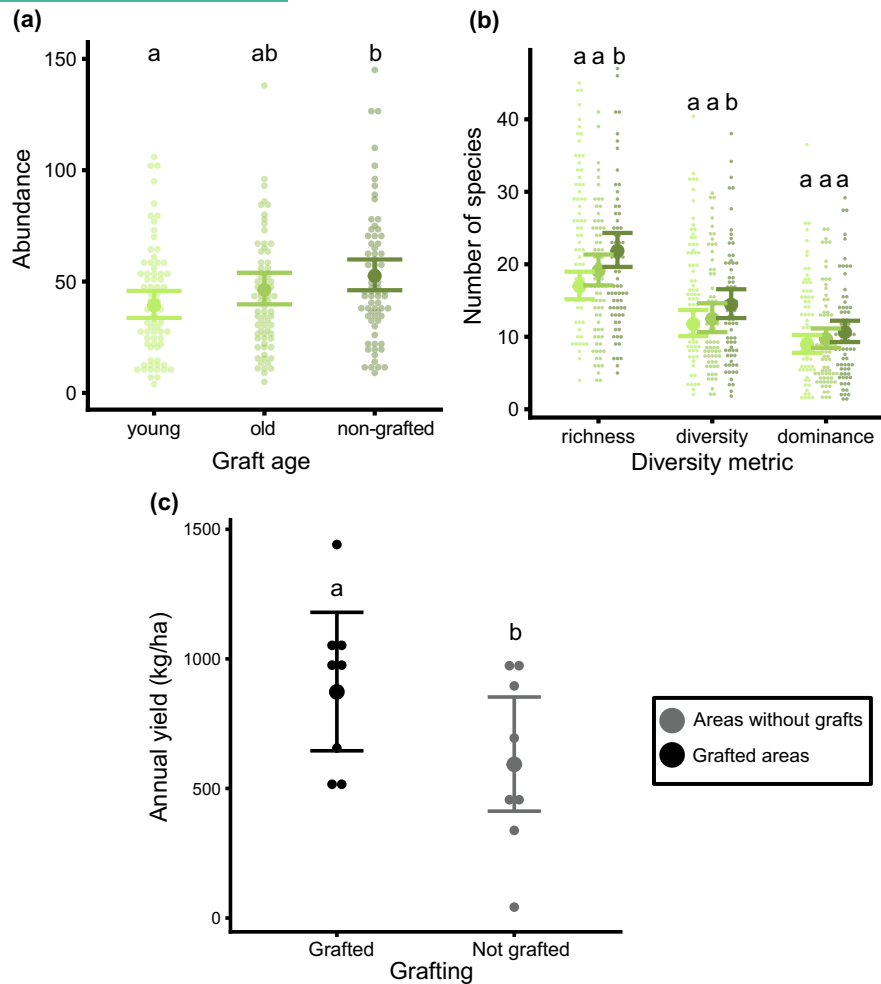 (a)
150
100
50
0
Abundance
a ab b
young old non-grafted
Graft age
(b)
40
30
20
10
0
Number of species
a a b
a a b
a a a
richness diversity dominance
Diversity metric
(c)
1500
1000
500
0
Annual yield (kg/ha)
a
b
Grafted Not grafted
Grafting
Areas without grafts
Grafted areas